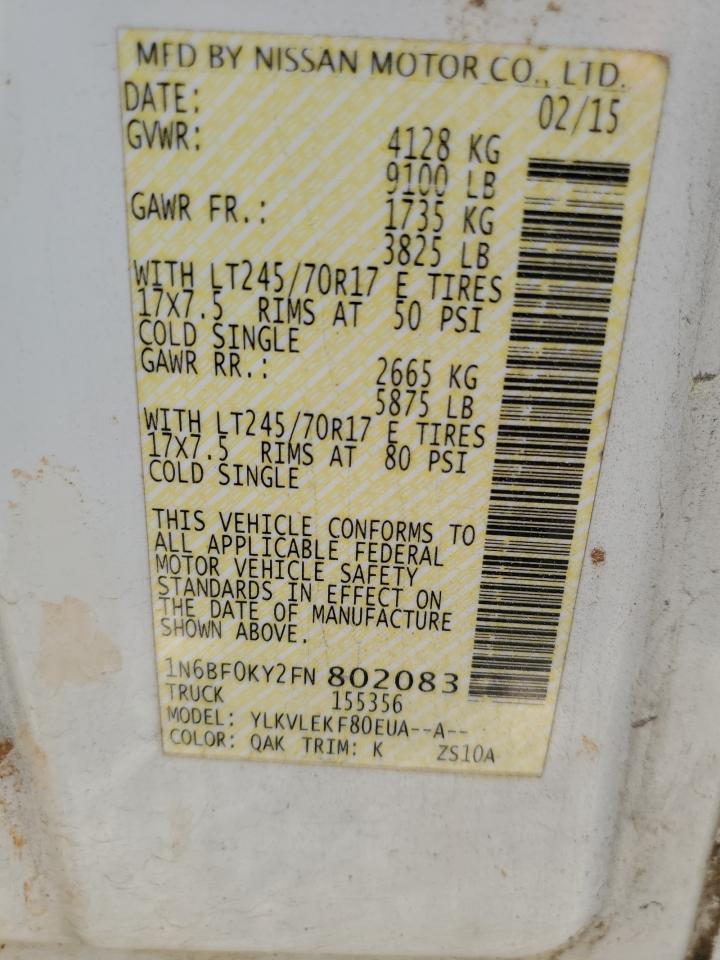 MFD BY NISSAN MOTOR CO., LTD.
DATE: 02/15
GVWR: 4128 KG
9100 LB
GAWR FR.: 1735 KG
3825 LB
WITH LT245/70R17 E TIRES
17X7.5 RIMS AT 50 PSI
COLD SINGLE
GAWR RR.: 2665 KG
5875 LB
WITH LT245/70R17 E TIRES
17X7.5 RIMS AT 80 PSI
COLD SINGLE
THIS VEHICLE CONFORMS TO
ALL APPLICABLE FEDERAL
MOTOR VEHICLE SAFETY
STANDARDS IN EFFECT ON
THE DATE OF MANUFACTURE
SHOWN ABOVE.
1N6BF0KY2FN 802083
TRUCK 155356
MODEL: YLKVLEKF80EUA--A--
COLOR: QAK TRIM: K ZS10A